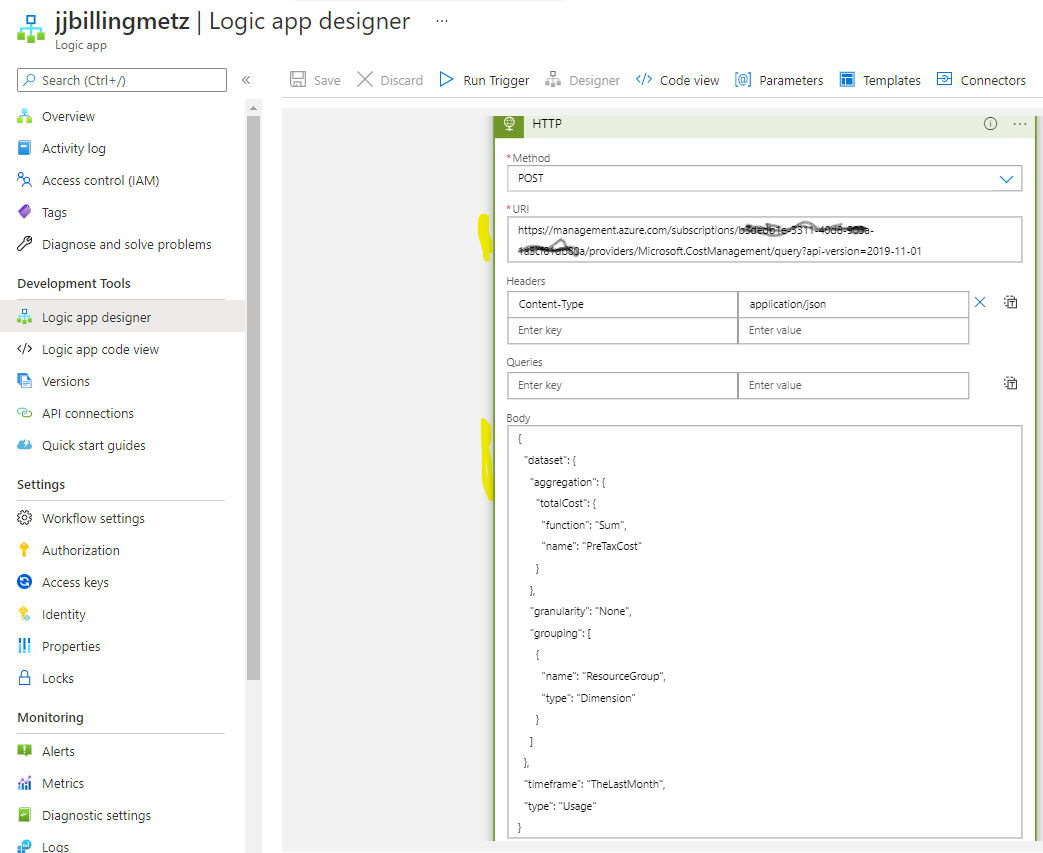 jjbillingmetz | Logic app designer ...
Logic app
Search (Ctrl+/)
«
Overview
Activity log
Access control (IAM)
Tags
Diagnose and solve problems
Development Tools
Logic app designer
Logic app code view
Versions
API connections
Quick start guides
Settings
Workflow settings
Authorization
Access keys
Identity
Properties
Locks
Monitoring
Alerts
Metrics
Diagnostic settings
Logs
Save Discard Run Trigger Designer Code view Parameters Templates Connectors
HTTP
*Method
POST
*URI
https://management.azure.com/subscriptions/
/providers/Microsoft.CostManagement/query?api-version=2019-11-01
Headers
Content-Type application/json
Enter key Enter value
Queries
Enter key Enter value
Body
{
"dataset": {
"aggregation": {
"totalCost": {
"function": "Sum",
"name": "PreTaxCost"
}
},
"granularity": "None",
"grouping": [
{
"name": "ResourceGroup",
"type": "Dimension"
}
]
},
"timeframe": "TheLastMonth",
"type": "Usage"
}